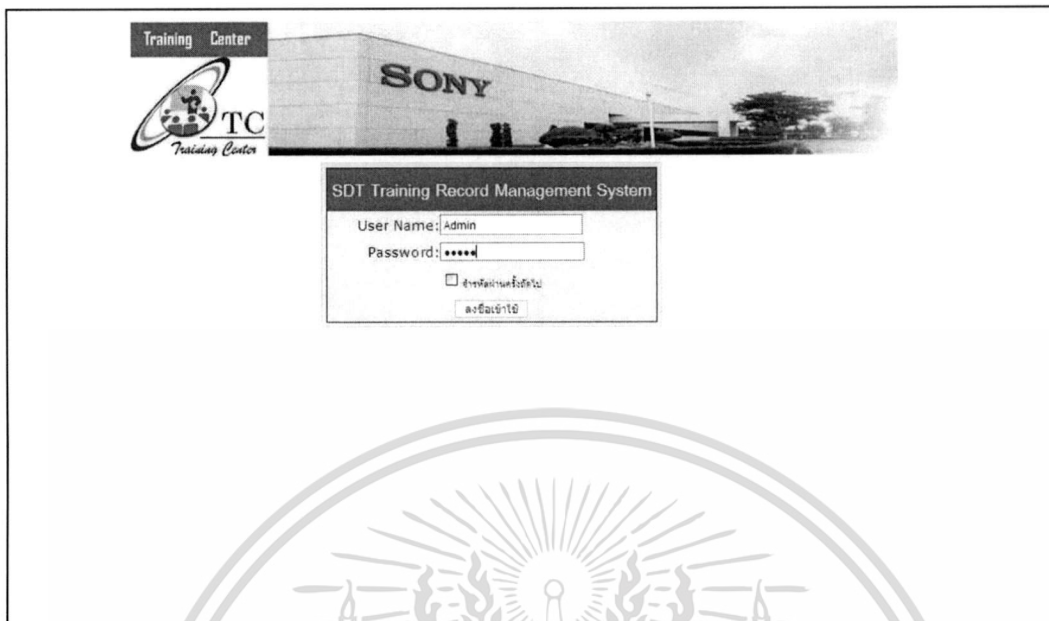 Training Center
SONY
TC
Training Center
SDT Training Record Management System
User Name: Admin
Password: •••••
จำรหัสผ่านครั้งถัดไป
ลงชื่อเข้าใช้